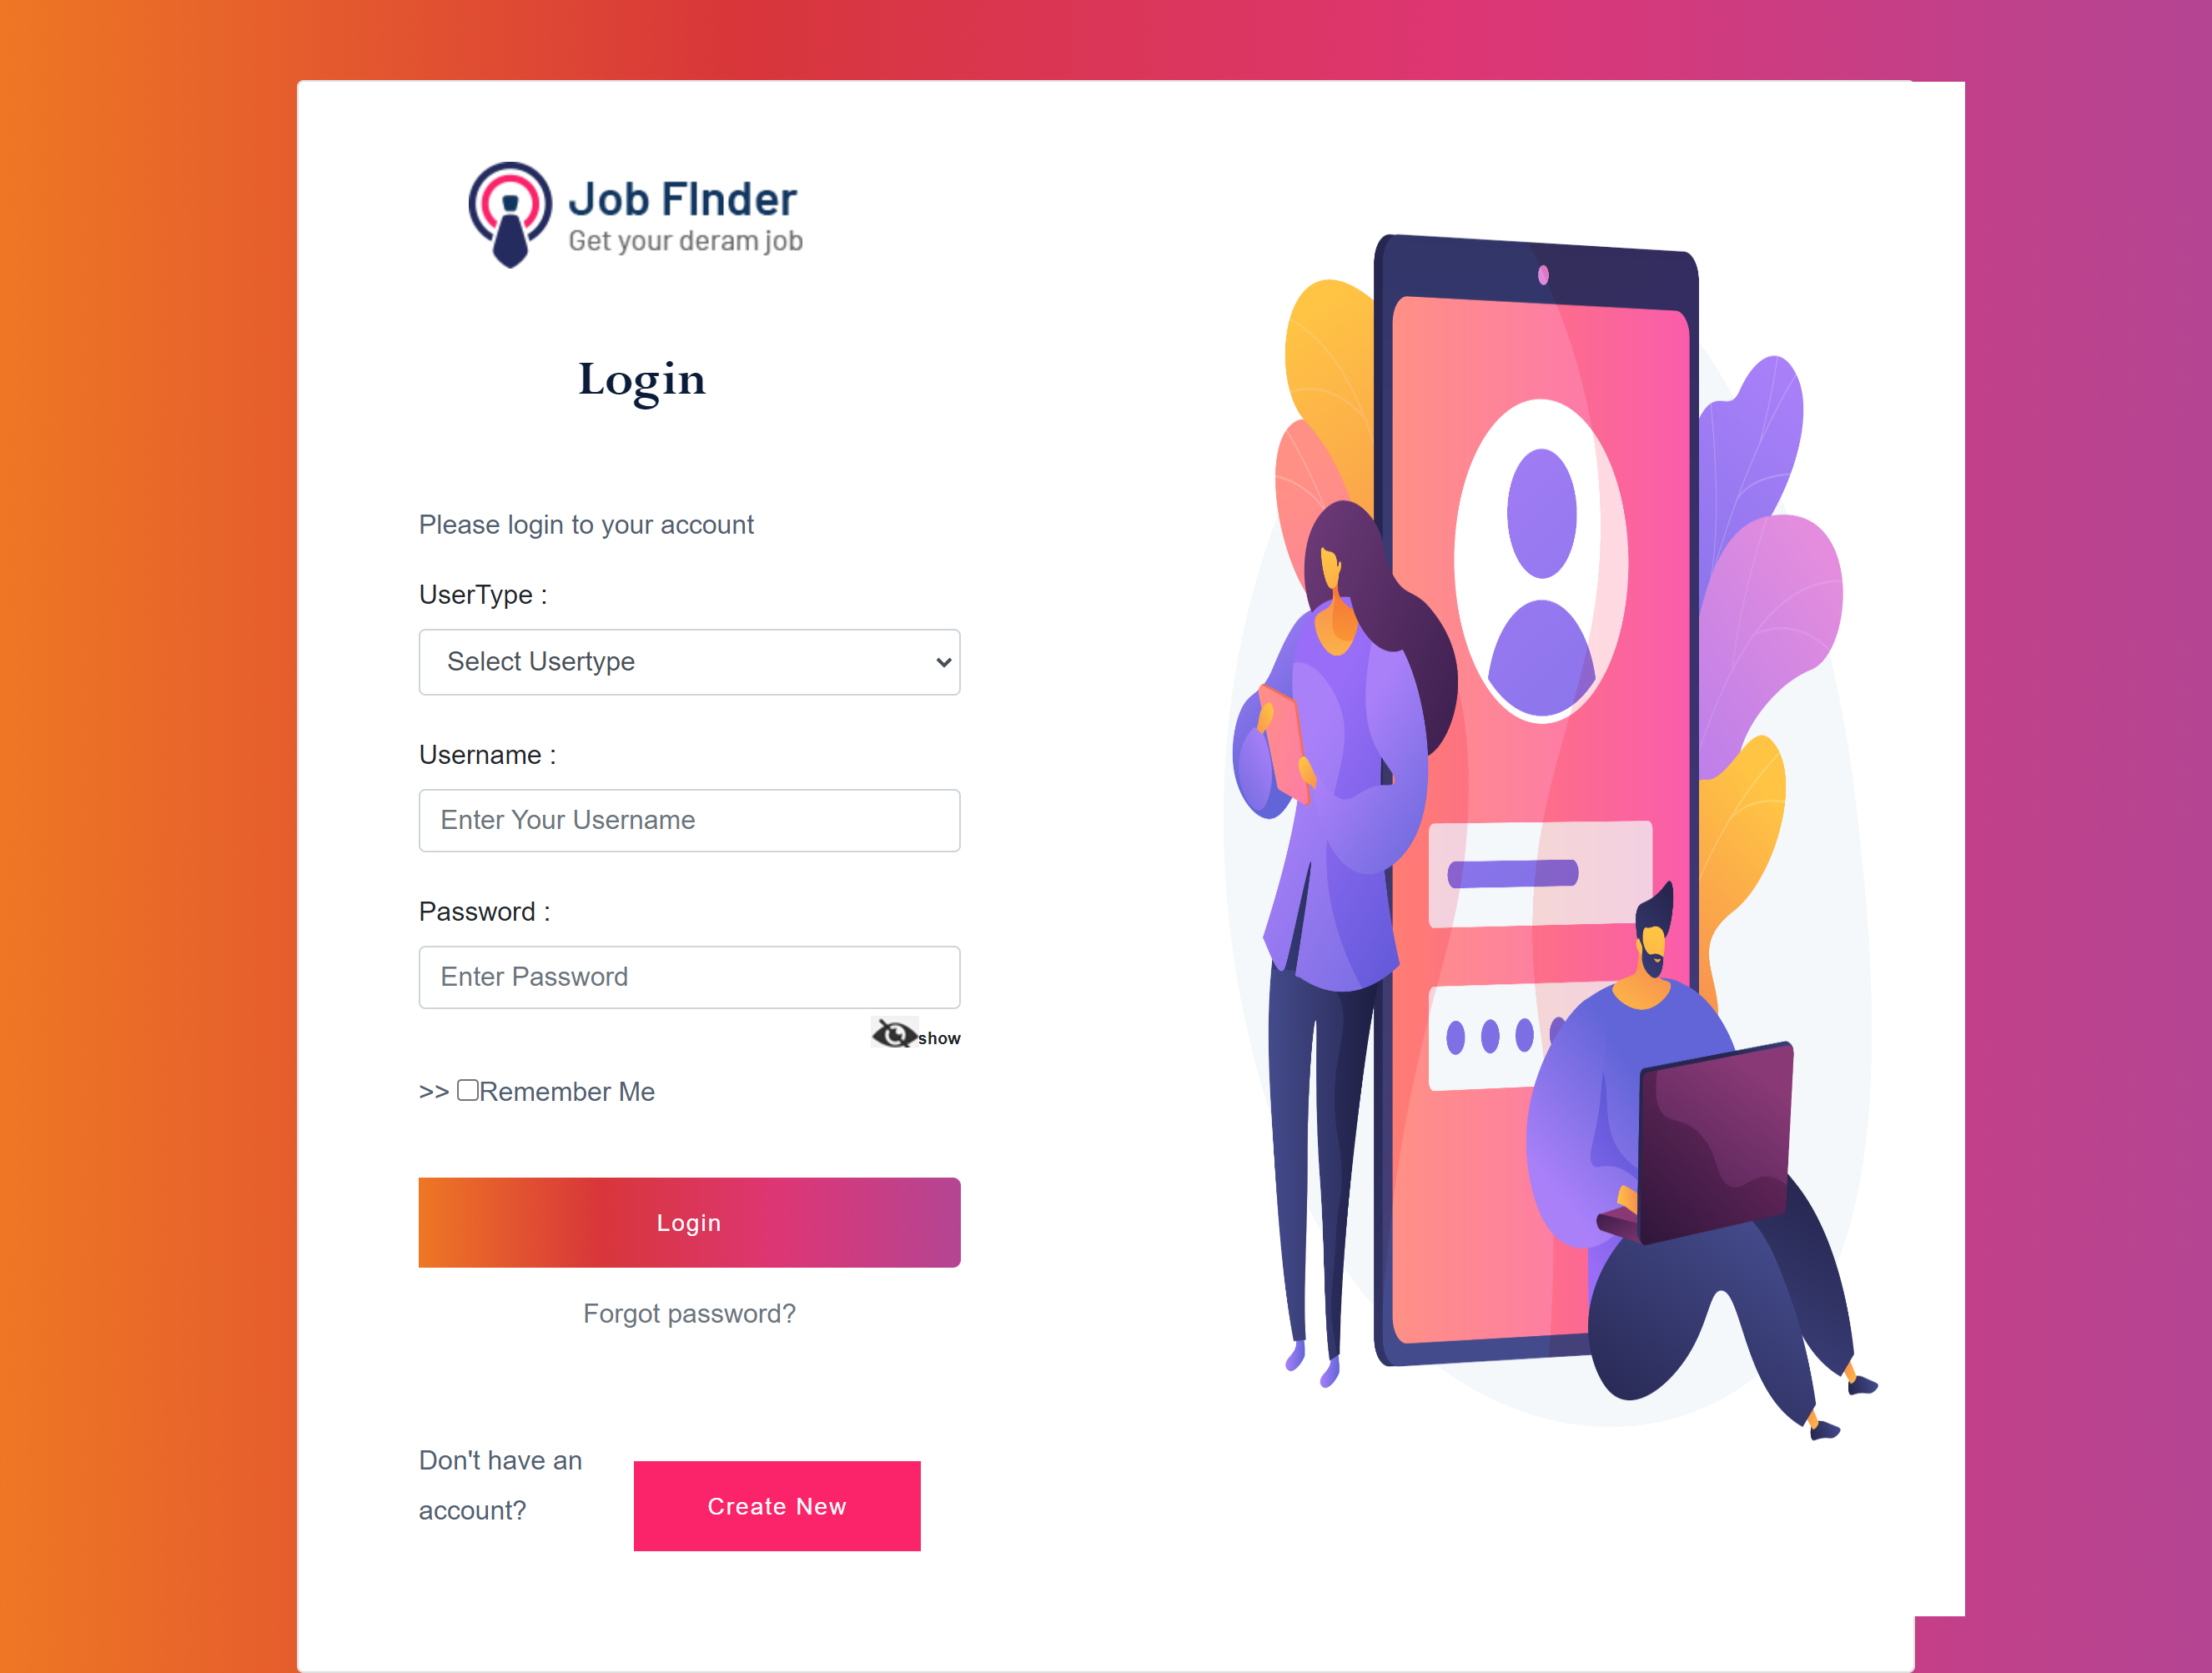 Job FInder
Get your deram job
Login
Please login to your account
UserType :
Select Usertype
Username :
Enter Your Username
Password :
Enter Password
show
>> Remember Me
Login
Forgot password?
Don't have an
account?
Create New